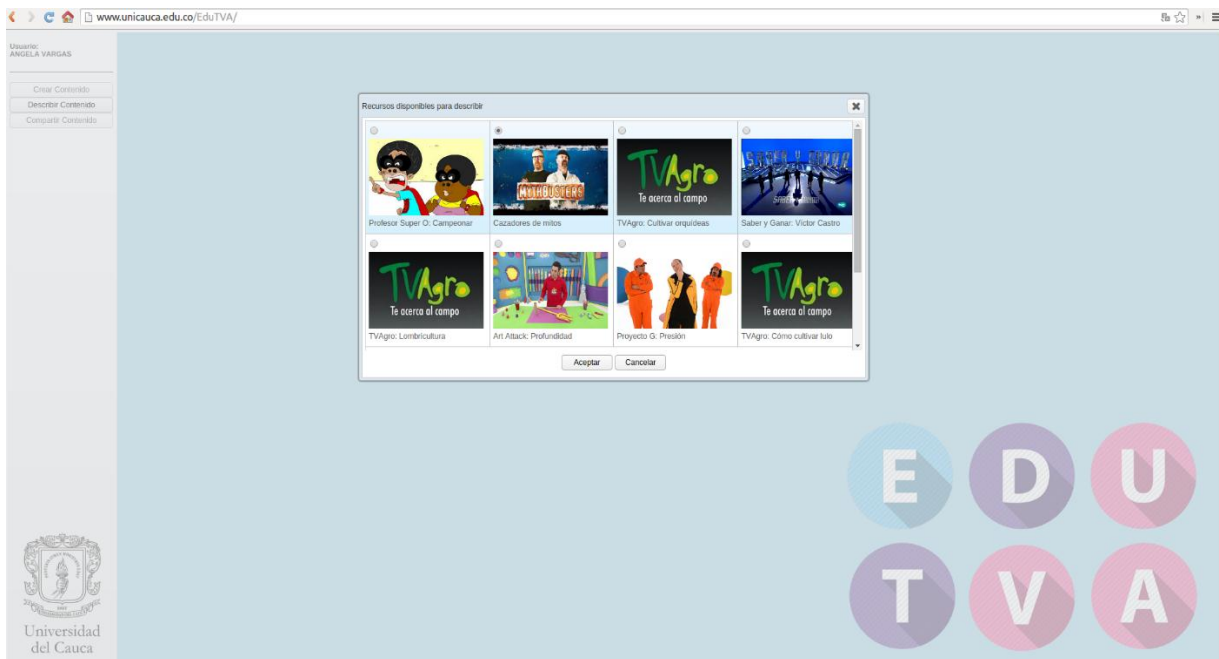 www.unicauca.edu.co/EduTVA/
Usuario:
ANGELA VARGAS
Crear Contenido
Describir Contenido
Compartir Contenido
Recursos disponibles para describir
MYTHBUSTERS
TVAgro
Te acerca al campo
SABER Y GANAR
Profesor Super O: Campeonar
Cazadores de mitos
TVAgro: Cultivar orquídeas
Saber y Ganar: Victor Castro
TVAgro
Te acerca al campo
TVAgro
Te acerca al campo
TVAgro: Lombricultura
Art Attack: Profundidad
Proyecto G: Presión
TVAgro: Cómo cultivar lulo
Aceptar
Cancelar
E D U
T V A
Universidad
del Cauca